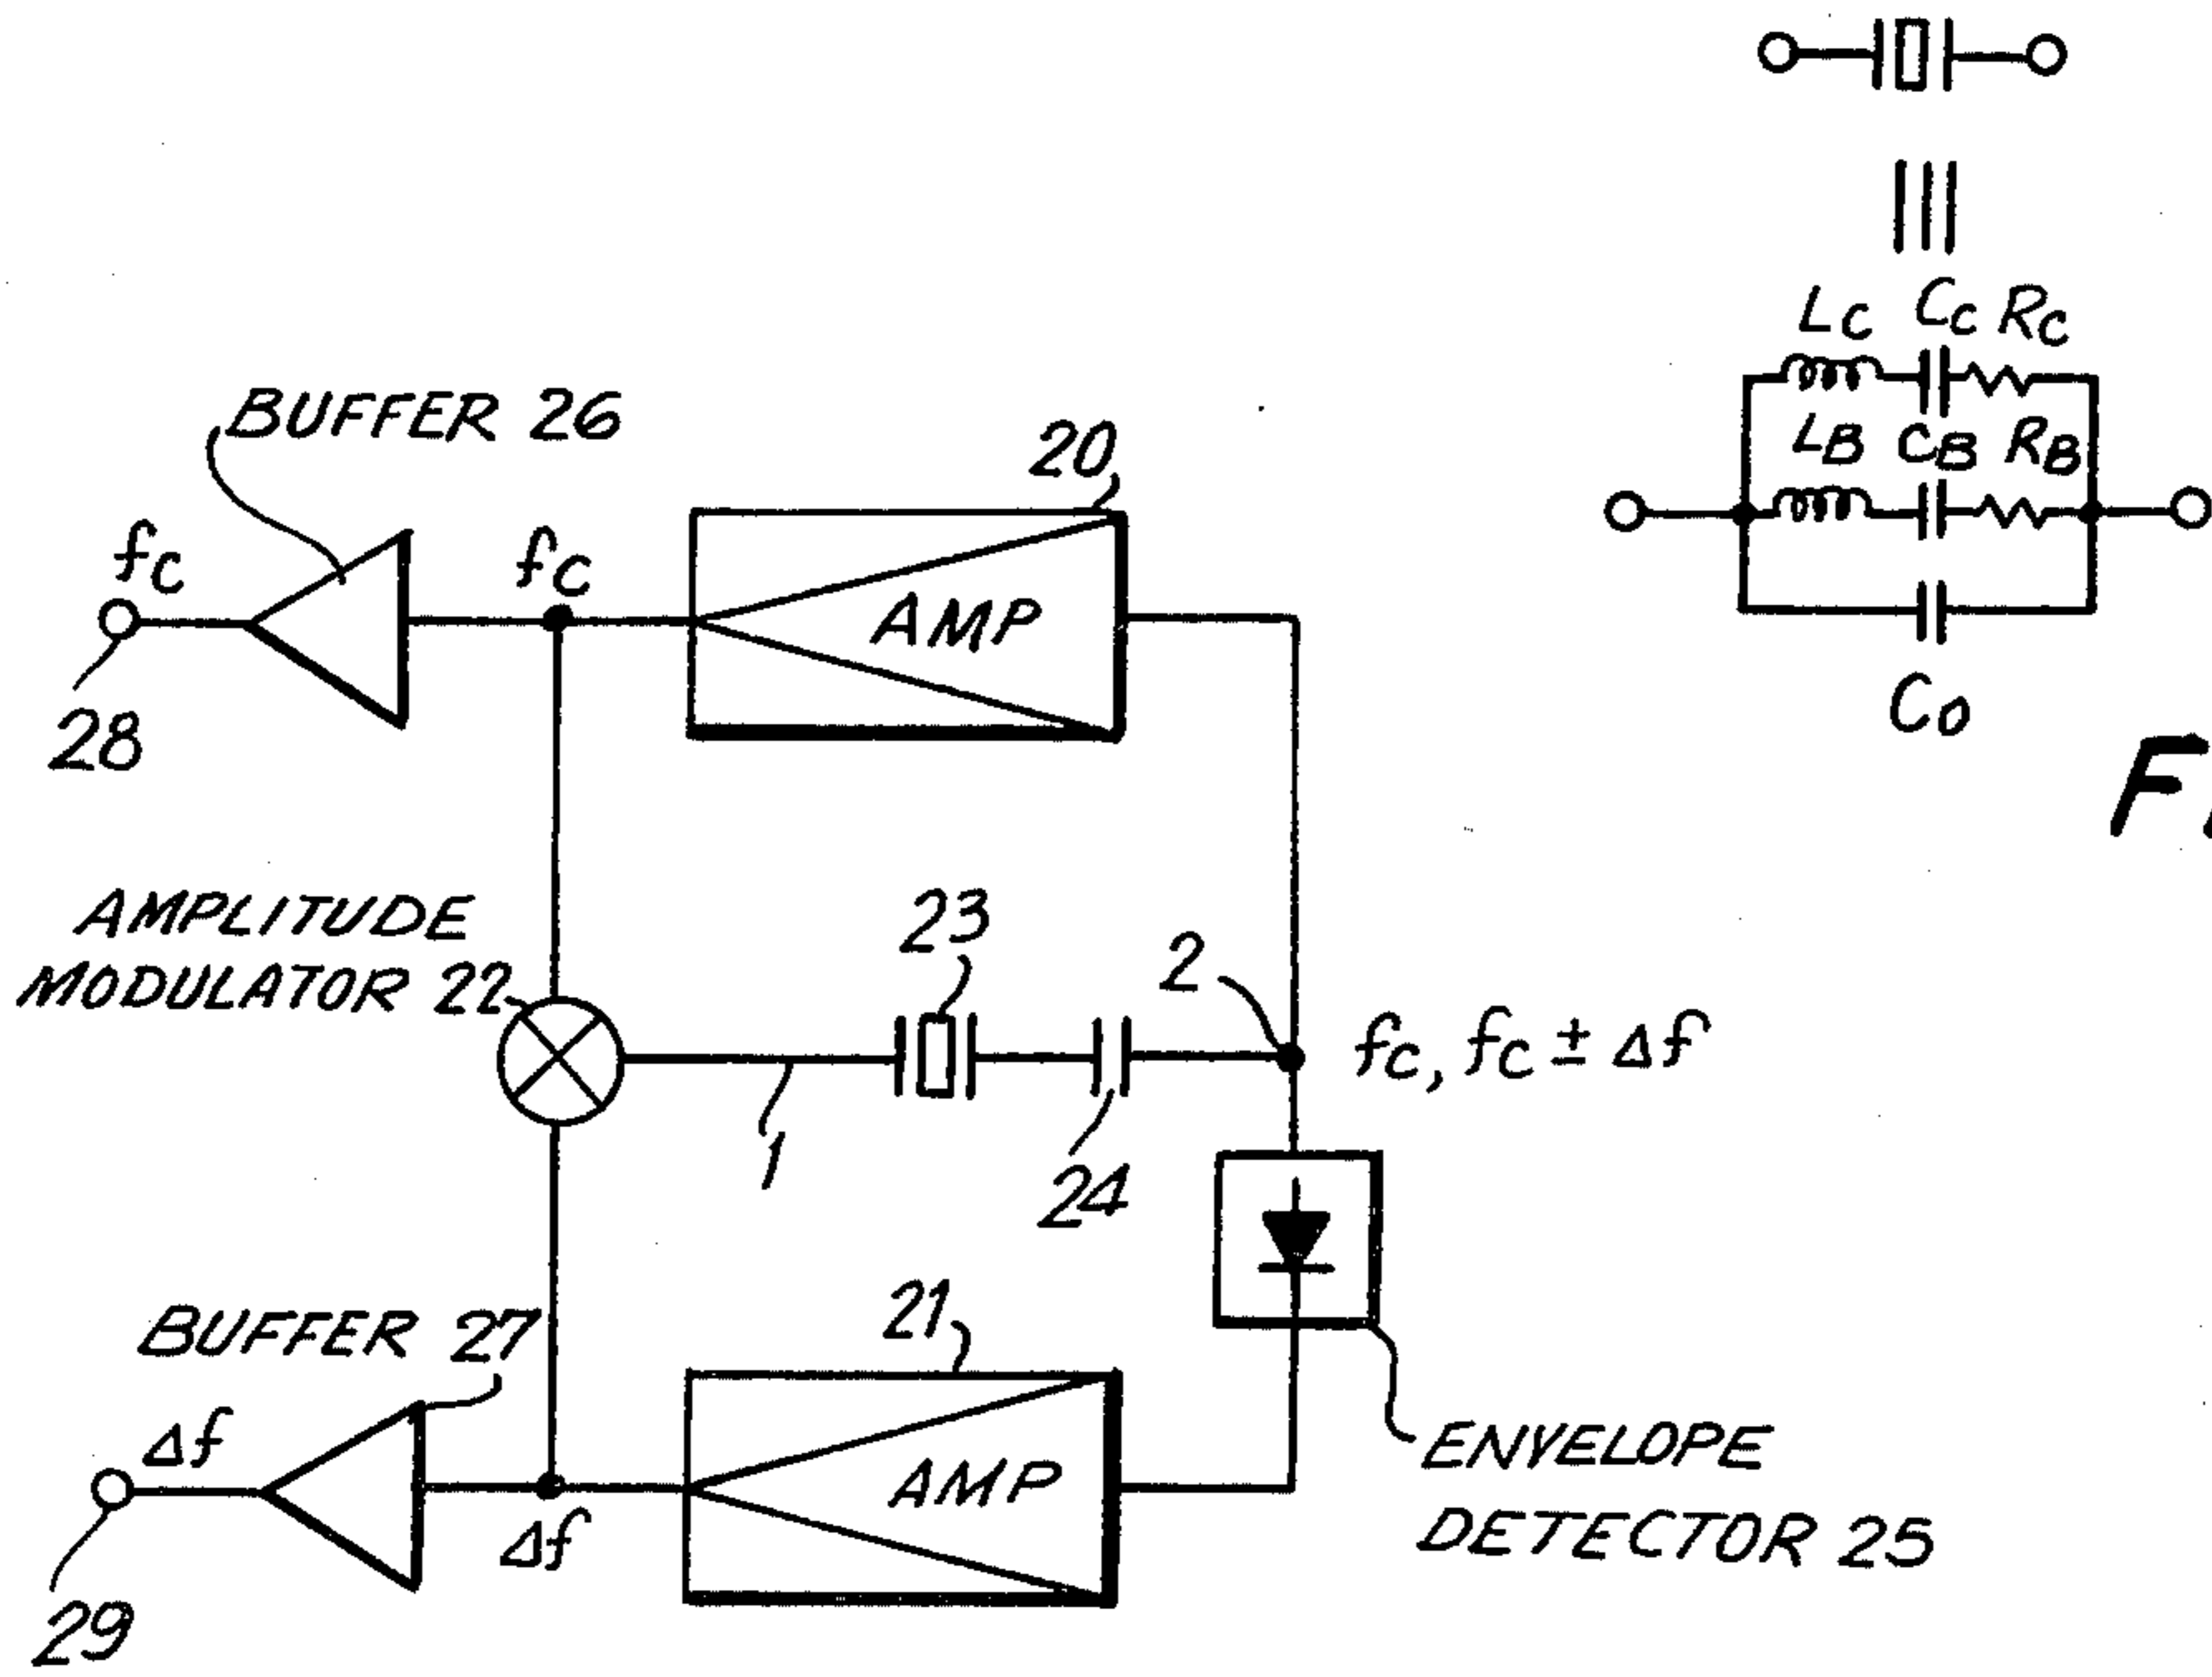 LC CC RC
LB CB RB
C0
BUFFER 26
20
fc
fc
AMP
28
AMPLITUDE
MODULATOR 22
23
2
fc, fc ± Δf
1
24
BUFFER 27
21
Δf
Δf
AMP
ENVELOPE
DETECTOR 25
29